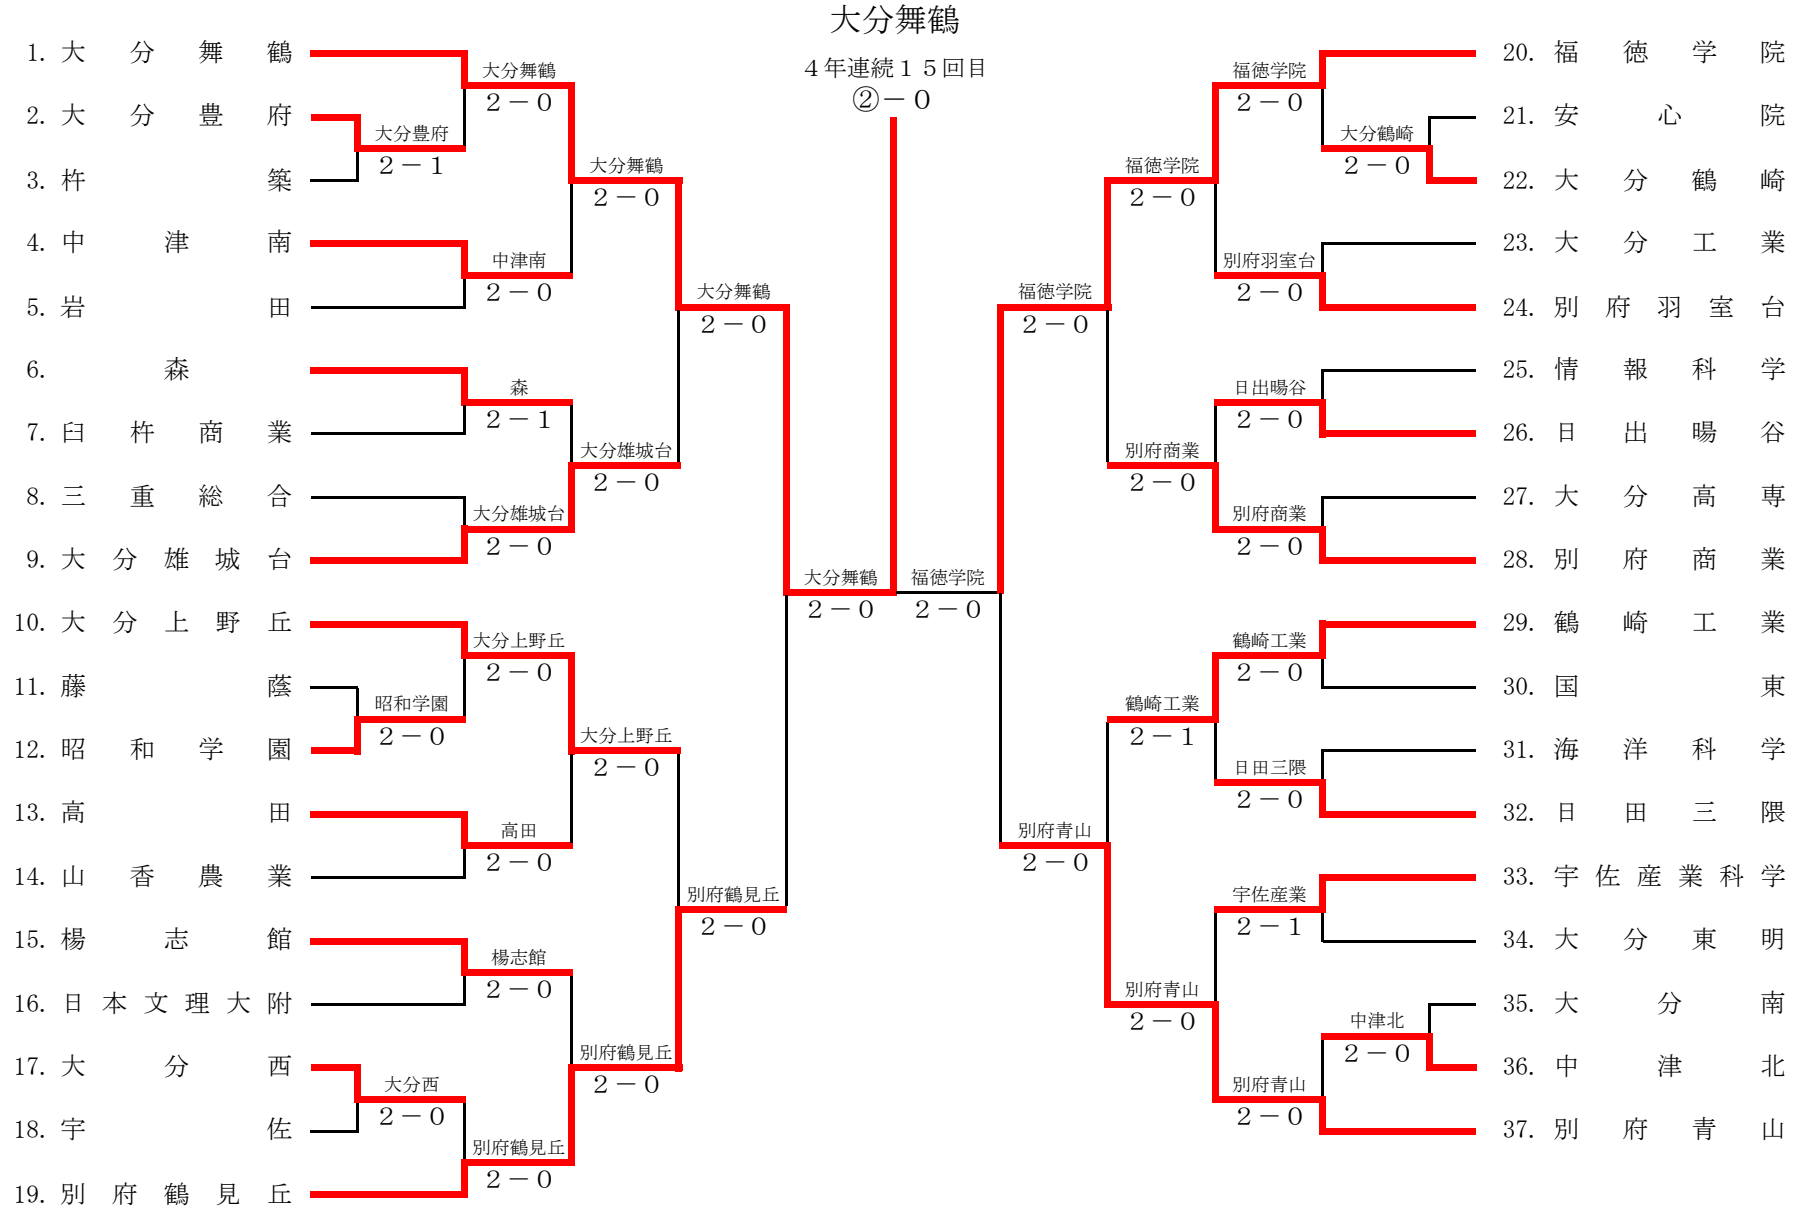 大分舞鶴
４年連続１５回目
②－０
1. 大分舞鶴
2. 大分豊府
3. 杵築
4. 中津南
5. 岩田
6. 森
7. 臼杵商業
8. 三重総合
9. 大分雄城台
10. 大分上野丘
11. 藤蔭
12. 昭和学園
13. 高田
14. 山香農業
15. 楊志館
16. 日本文理大附
17. 大分西
18. 宇佐
19. 別府鶴見丘
大分豊府
２－１
昭和学園
２－０
大分西
２－０
大分舞鶴
２－０
中津南
２－０
森
２－１
大分雄城台
２－０
大分上野丘
２－０
高田
２－０
楊志館
２－０
別府鶴見丘
２－０
大分舞鶴
２－０
大分雄城台
２－０
大分上野丘
２－０
別府鶴見丘
２－０
大分舞鶴
２－０
別府鶴見丘
２－０
大分舞鶴
２－０
福徳学院
２－０
福徳学院
２－０
別府青山
２－０
福徳学院
２－０
別府商業
２－０
鶴崎工業
２－１
別府青山
２－０
福徳学院
２－０
別府羽室台
２－０
日出暘谷
２－０
別府商業
２－０
鶴崎工業
２－０
日田三隈
２－０
宇佐産業
２－１
別府青山
２－０
大分鶴崎
２－０
中津北
２－０
20. 福徳学院
21. 安心院
22. 大分鶴崎
23. 大分工業
24. 別府羽室台
25. 情報科学
26. 日出暘谷
27. 大分高専
28. 別府商業
29. 鶴崎工業
30. 国東
31. 海洋科学
32. 日田三隈
33. 宇佐産業科学
34. 大分東明
35. 大分南
36. 中津北
37. 別府青山